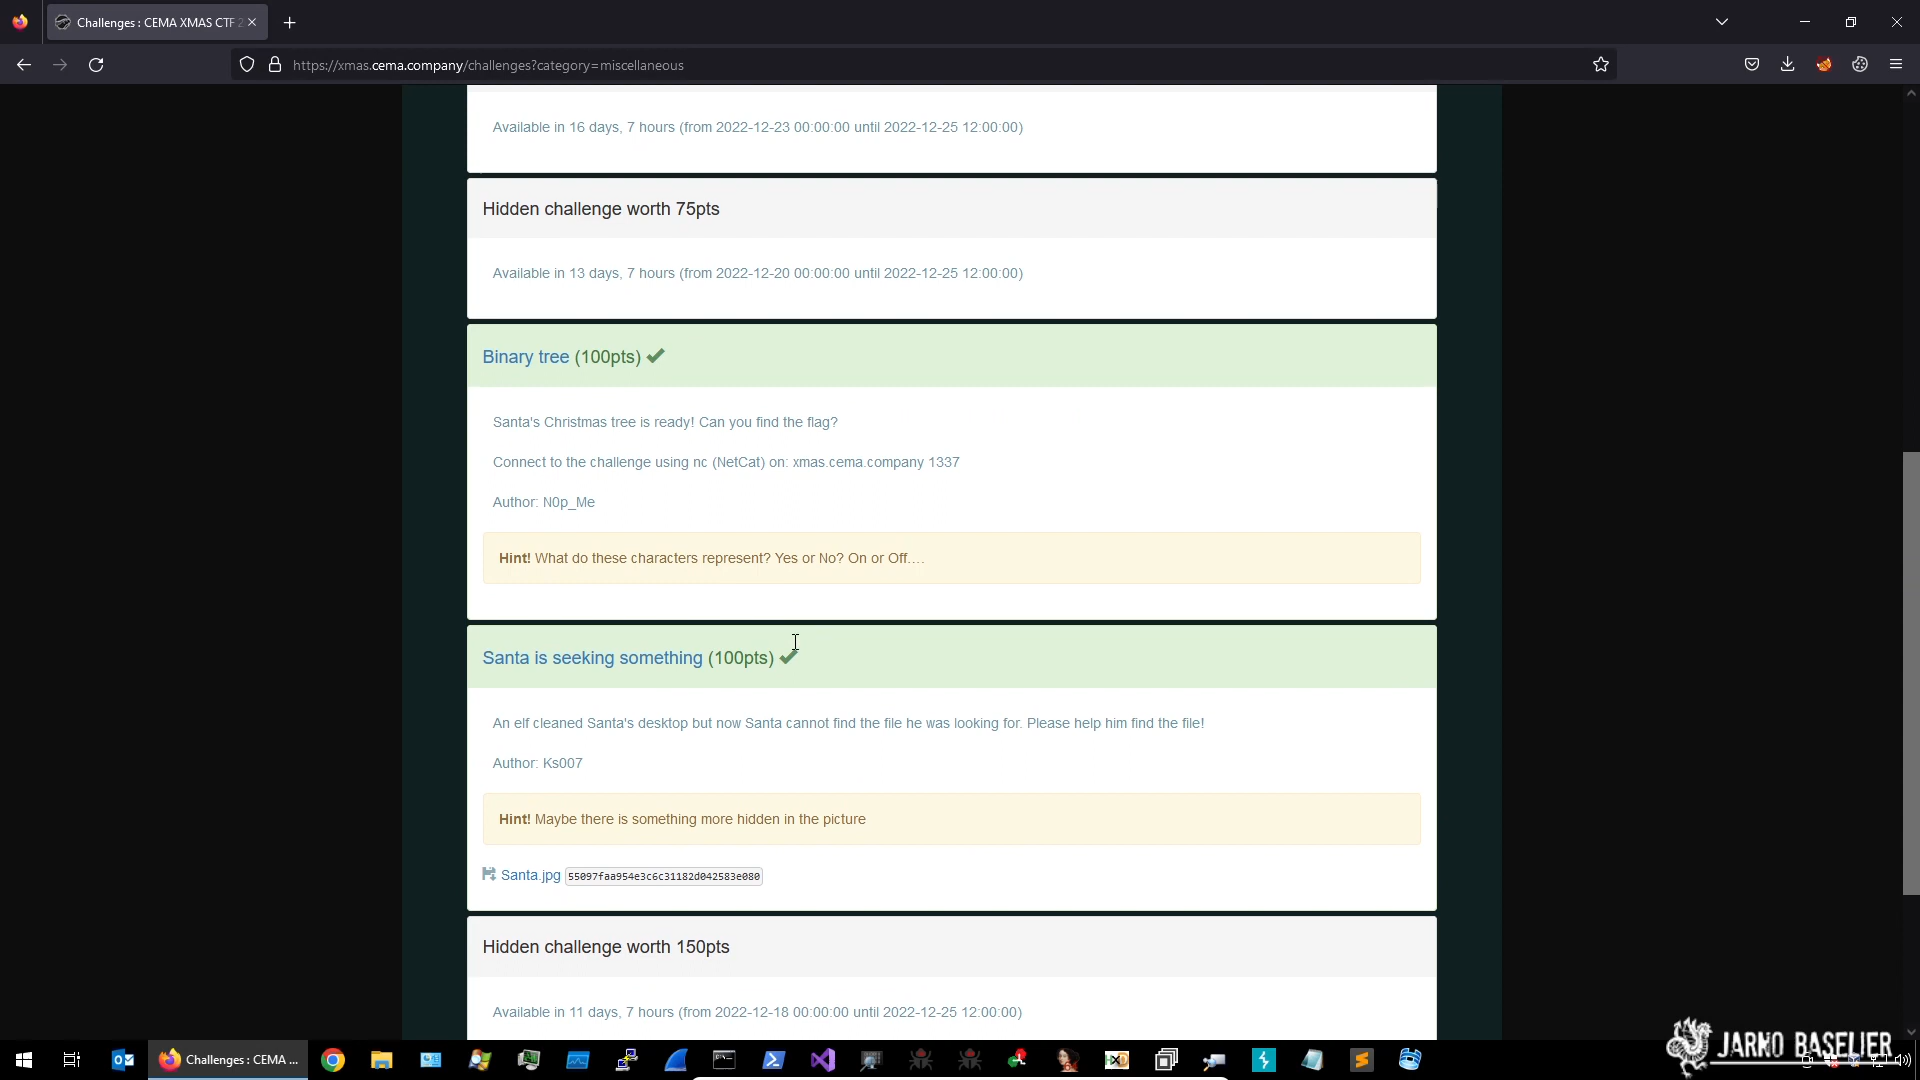 Challenges : CEMA XMAS CTF 2
https://xmas.cema.company/challenges?category=miscellaneous
Available in 16 days, 7 hours (from 2022-12-23 00:00:00 until 2022-12-25 12:00:00)
Hidden challenge worth 75pts
Available in 13 days, 7 hours (from 2022-12-20 00:00:00 until 2022-12-25 12:00:00)
Binary tree (100pts)
Santa's Christmas tree is ready! Can you find the flag?
Connect to the challenge using nc (NetCat) on: xmas.cema.company 1337
Author: N0p_Me
Hint! What do these characters represent? Yes or No? On or Off....
Santa is seeking something (100pts)
An elf cleaned Santa's desktop but now Santa cannot find the file he was looking for. Please help him find the file!
Author: Ks007
Hint! Maybe there is something more hidden in the picture
Santa.jpg 55097faa954e3c6c31182d042583e080
Hidden challenge worth 150pts
Available in 11 days, 7 hours (from 2022-12-18 00:00:00 until 2022-12-25 12:00:00)
Challenges : CEMA ...
JARNO BASELIER